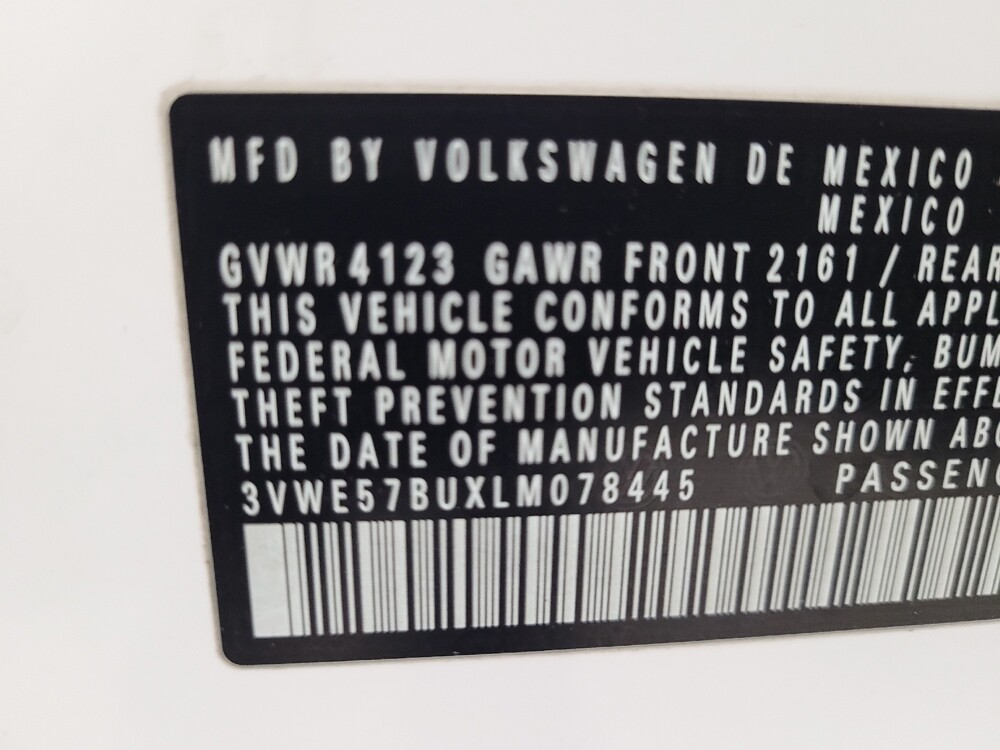 MFD BY VOLKSWAGEN DE MEXICO
MEXICO
GVWR 4123 GAWR FRONT 2161 / REAR
THIS VEHICLE CONFORMS TO ALL APPL
FEDERAL MOTOR VEHICLE SAFETY, BUM
THEFT PREVENTION STANDARDS IN EFFE
THE DATE OF MANUFACTURE SHOWN ABO
3VWE57BUXLM078445 PASSENG